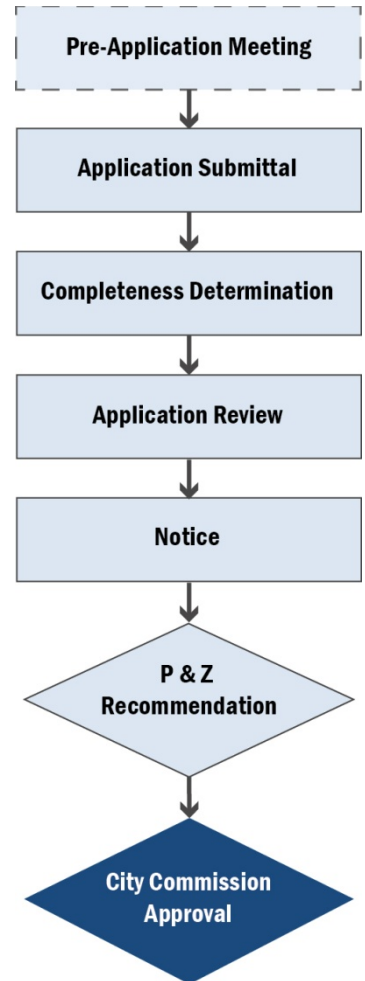 Pre-Application Meeting
Application Submittal
Completeness Determination
Application Review
Notice
P & Z
Recommendation
City Commission
Approval